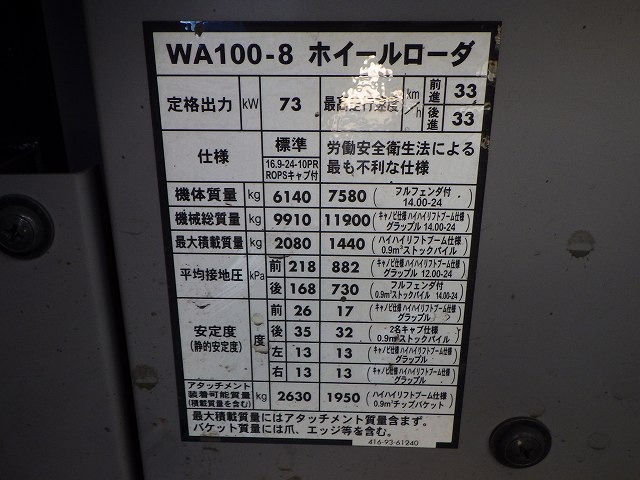 WA100-8 ホイールローダ
定格出力 kW 73 最高走行速度 km/h 前進 33
後進 33
仕様 標準 16.9-24-10PR ROPSキャブ付 労働安全衛生法による最も不利な仕様
機体質量 kg 6140 7580 (フルフェンダ付 14.00-24)
機械総質量 kg 9910 11900 (キャノピ仕様 ハイハイリフトブーム仕様 グラップル 14.00-24)
最大積載質量 kg 2080 1440 (ハイハイリフトブーム仕様 0.9m³ストックパイル)
平均接地圧 kPa 前 218 882 (キャノピ仕様 ハイハイリフトブーム仕様 グラップル 12.00-24)
後 168 730 (フルフェンダ付 0.9m³ストックパイル 14.00-24)
安定度 (静的安定度) 度 前 26 17 (キャノピ仕様 ハイハイリフトブーム仕様 グラップル)
後 35 32 (2名キャブ仕様 0.9m³ストックパイル)
左 13 13 (キャノピ仕様 ハイハイリフトブーム仕様 グラップル)
右 13 13 (キャノピ仕様 ハイハイリフトブーム仕様 グラップル)
アタッチメント装着可能質量 (積載質量を含む) kg 2630 1950 (ハイハイリフトブーム仕様 0.9m³チップバケット)
最大積載質量にはアタッチメント質量含まず。
バケット質量には爪、エッジ等を含む。
416-93-61240